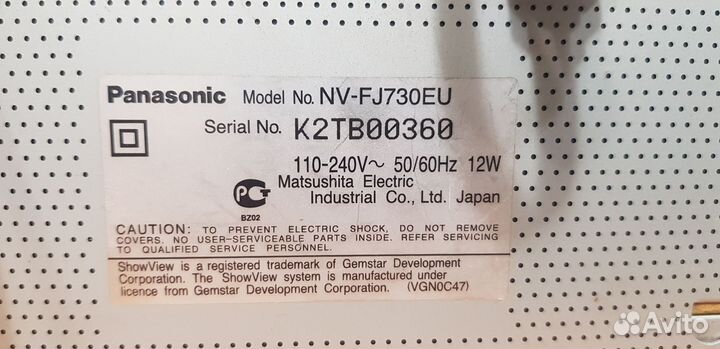 Panasonic Model No. NV-FJ730EU
Serial No. K2TB00360
110-240V~ 50/60Hz 12W
Matsushita Electric
Industrial Co., Ltd. Japan
BZ02
CAUTION: TO PREVENT ELECTRIC SHOCK, DO NOT REMOVE
COVERS. NO USER-SERVICEABLE PARTS INSIDE. REFER SERVICING
TO QUALIFIED SERVICE PERSONNEL.
ShowView is a registered trademark of Gemstar Development
Corporation. The ShowView system is manufactured under
licence from Gemstar Development Corporation. (VGN0C47)
Avito